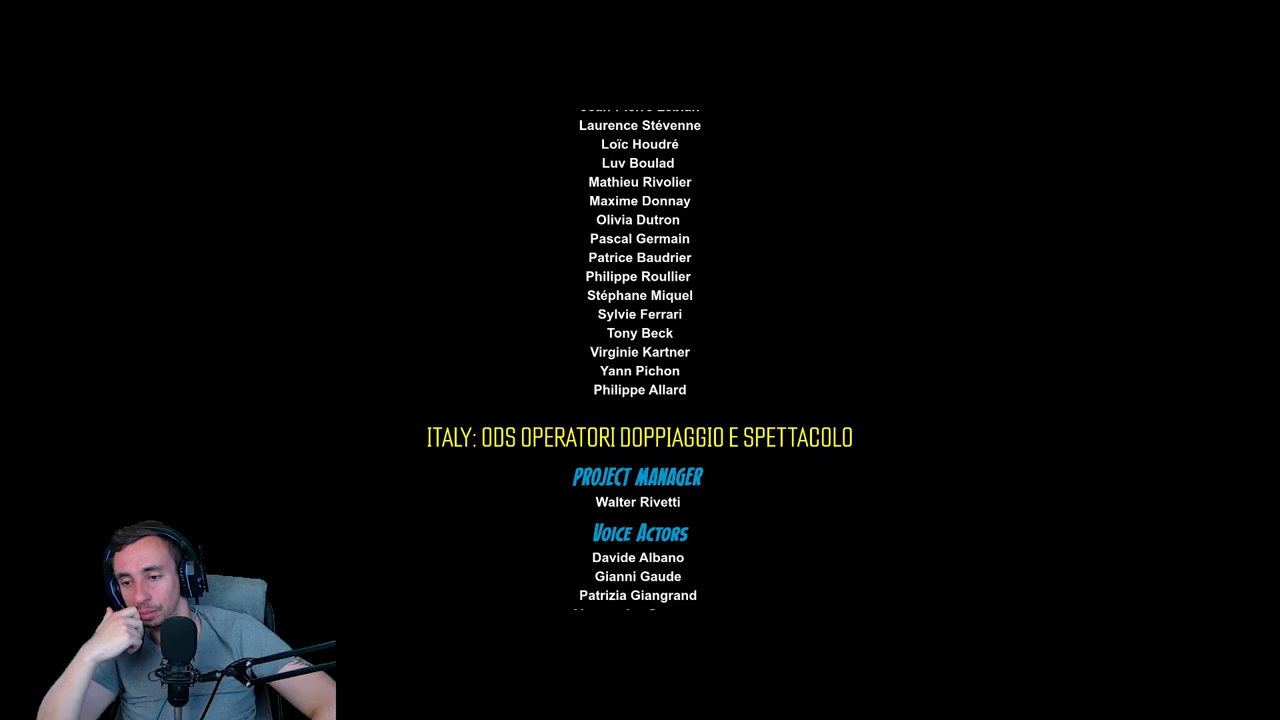 Laurence Stévenne
Loïc Houdré
Luv Boulad
Mathieu Rivolier
Maxime Donnay
Olivia Dutron
Pascal Germain
Patrice Baudrier
Philippe Roullier
Stéphane Miquel
Sylvie Ferrari
Tony Beck
Virginie Kartner
Yann Pichon
Philippe Allard
ITALY: ODS OPERATORI DOPPIAGGIO E SPETTACOLO
PROJECT MANAGER
Walter Rivetti
VOICE ACTORS
Davide Albano
Gianni Gaude
Patrizia Giangrand